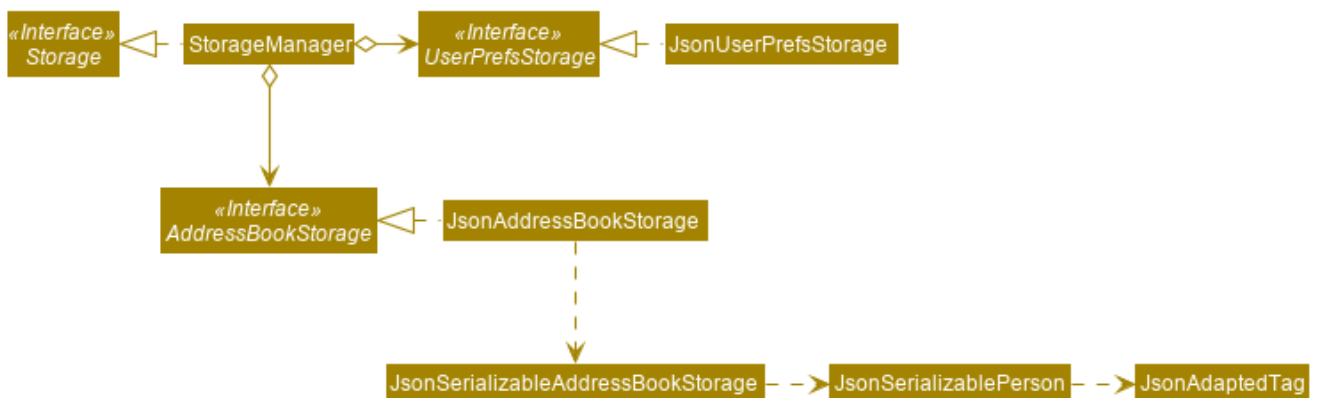 «Interface»
Storage
StorageManager
«Interface»
UserPrefsStorage
JsonUserPrefsStorage
«Interface»
AddressBookStorage
JsonAddressBookStorage
JsonSerializableAddressBookStorage
JsonSerializablePerson
JsonAdaptedTag